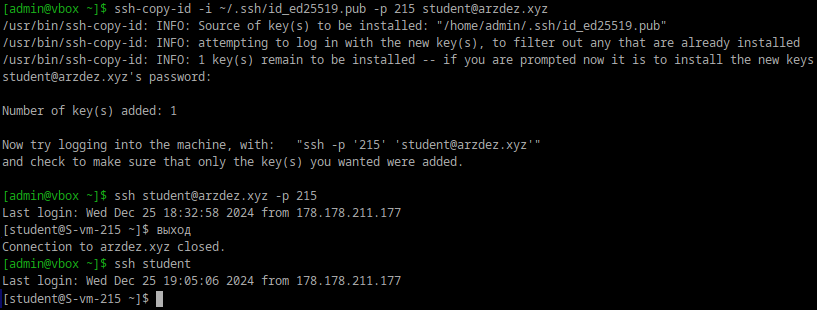 [admin@vbox ~]$ ssh-copy-id -i ~/.ssh/id_ed25519.pub -p 215 student@arzdez.xyz
/usr/bin/ssh-copy-id: INFO: Source of key(s) to be installed: "/home/admin/.ssh/id_ed25519.pub"
/usr/bin/ssh-copy-id: INFO: attempting to log in with the new key(s), to filter out any that are already installed
/usr/bin/ssh-copy-id: INFO: 1 key(s) remain to be installed -- if you are prompted now it is to install the new keys
student@arzdez.xyz's password:
Number of key(s) added: 1
Now try logging into the machine, with:   "ssh -p '215' 'student@arzdez.xyz'"
and check to make sure that only the key(s) you wanted were added.
[admin@vbox ~]$ ssh student@arzdez.xyz -p 215
Last login: Wed Dec 25 18:32:58 2024 from 178.178.211.177
[student@S-vm-215 ~]$ выход
Connection to arzdez.xyz closed.
[admin@vbox ~]$ ssh student
Last login: Wed Dec 25 19:05:06 2024 from 178.178.211.177
[student@S-vm-215 ~]$